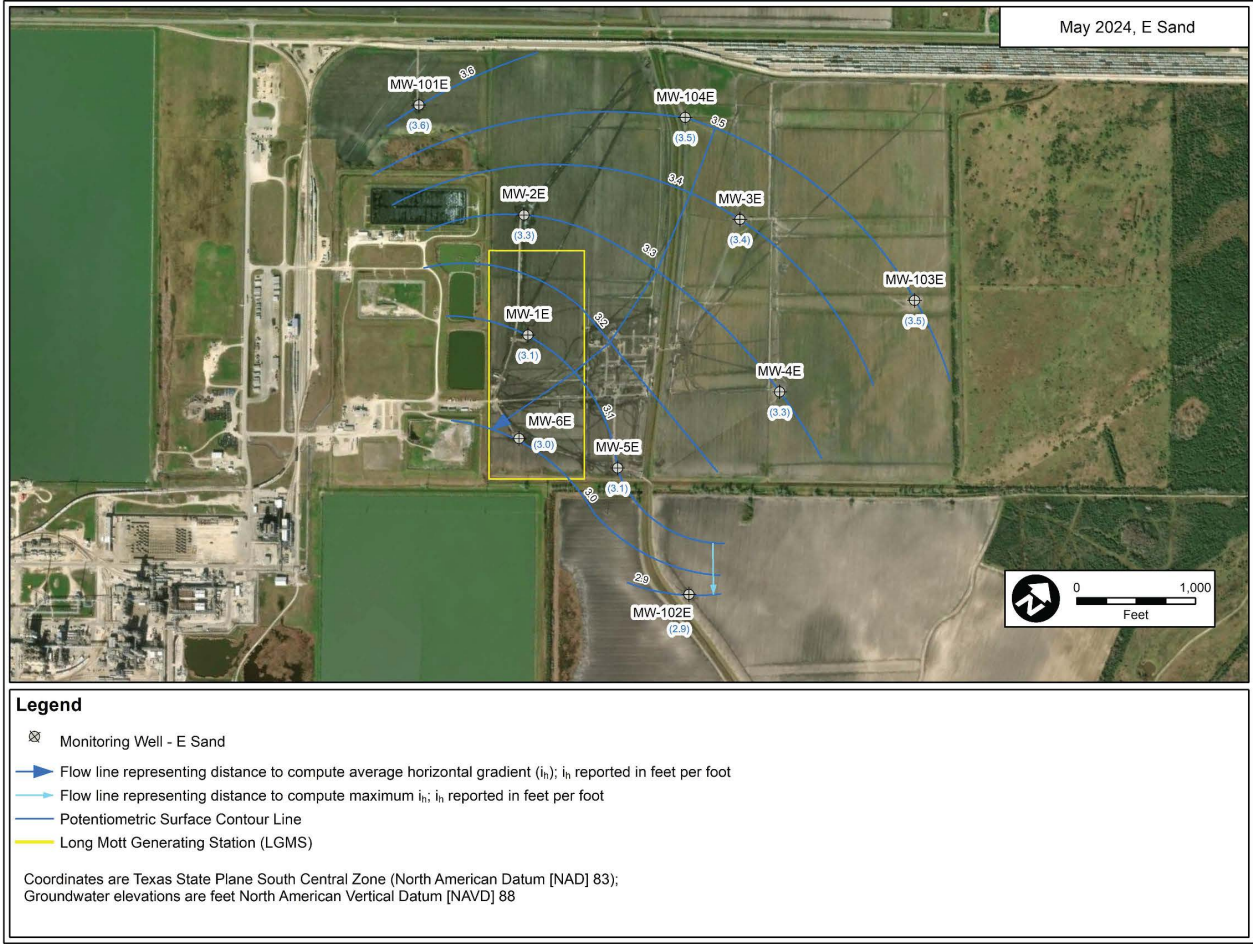 May 2024, E Sand
3.6
MW-101E
(3.6)
MW-104E
(3.5)
3.5
3.4
MW-2E
(3.3)
MW-3E
(3.4)
3.3
MW-103E
(3.5)
MW-1E
(3.1)
3.2
MW-4E
(3.3)
3.1
MW-6E
(3.0)
MW-5E
(3.1)
3.0
2.9
MW-102E
(2.9)
N
0 1,000
Feet
Legend
Monitoring Well - E Sand
Flow line representing distance to compute average horizontal gradient (ih); ih reported in feet per foot
Flow line representing distance to compute maximum ih; ih reported in feet per foot
Potentiometric Surface Contour Line
Long Mott Generating Station (LGMS)
Coordinates are Texas State Plane South Central Zone (North American Datum [NAD] 83);
Groundwater elevations are feet North American Vertical Datum [NAVD] 88